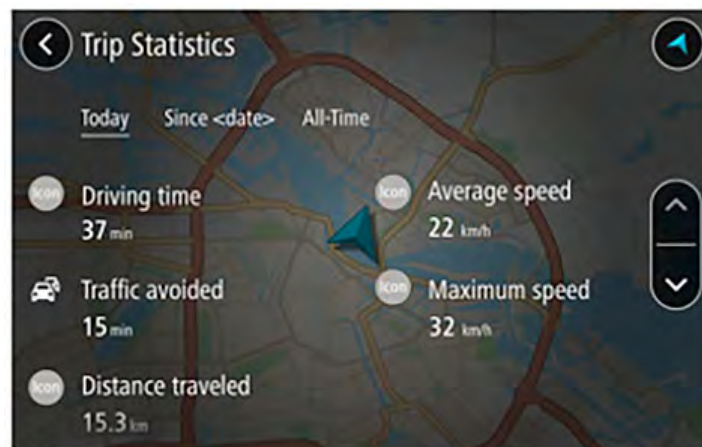 Trip Statistics
Today Since <date> All-Time
Icon Driving time
37 min
Traffic avoided
15 min
Icon Distance traveled
15.3 km
Icon Average speed
22 km/h
Icon Maximum speed
32 km/h